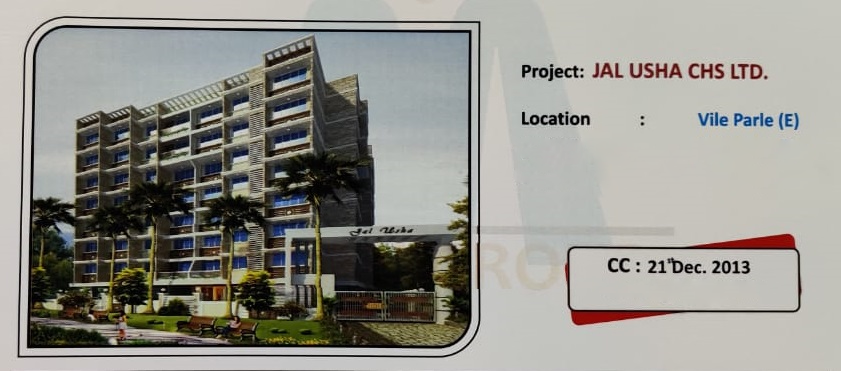 Project: JAL USHA CHS LTD.
Location : Vile Parle (E)
Jal Usha
CC : 21st Dec. 2013